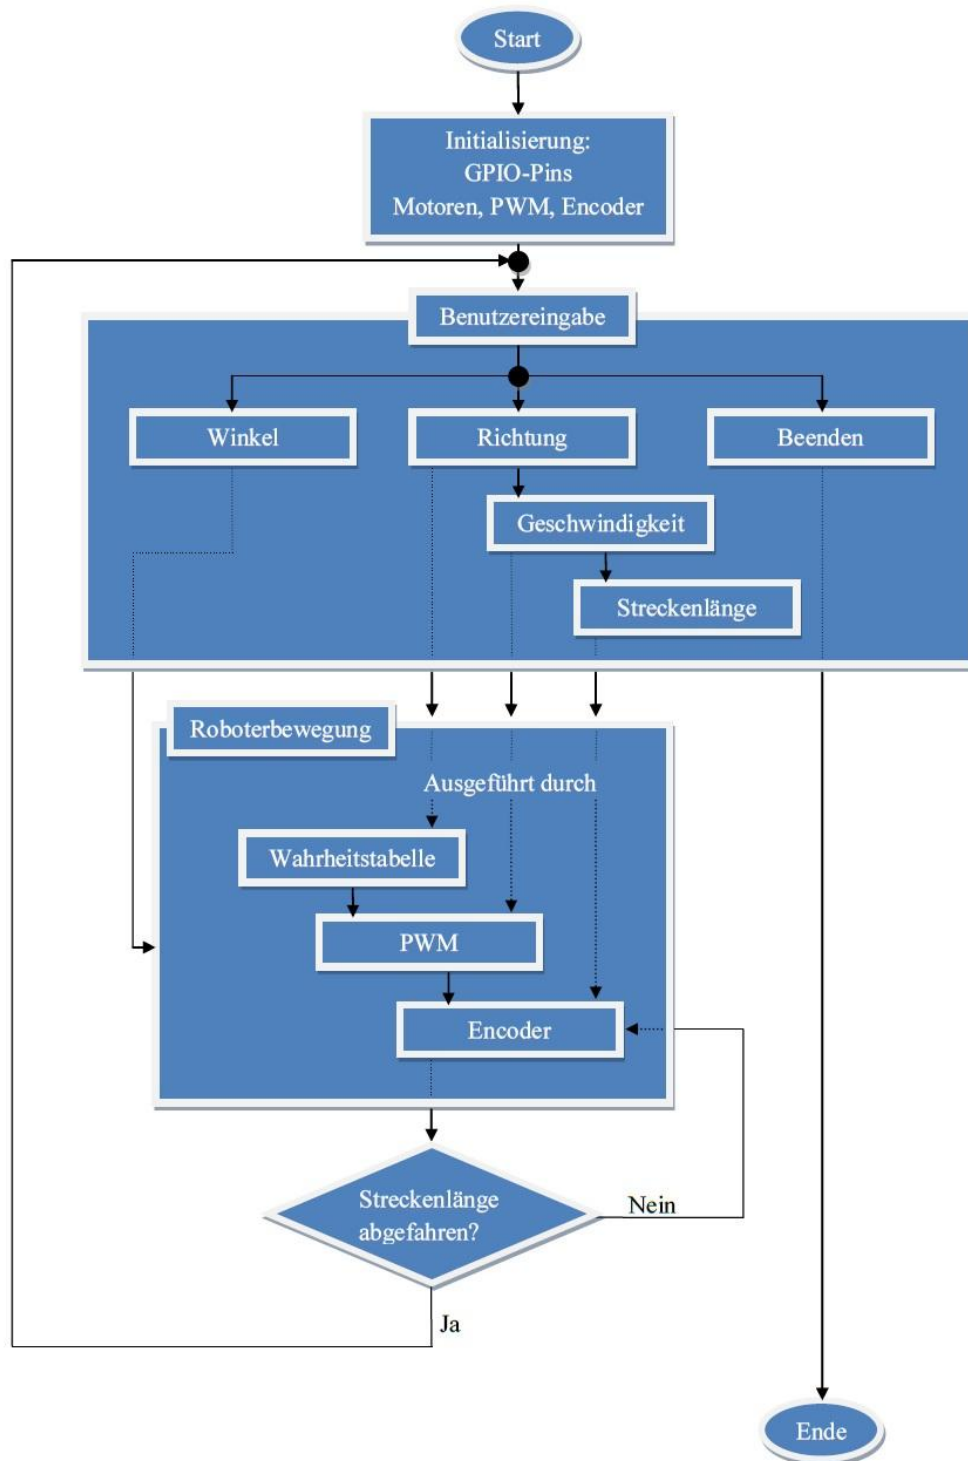 Start
Initialisierung:
GPIO-Pins
Motoren, PWM, Encoder
Benutzereingabe
Winkel
Richtung
Beenden
Geschwindigkeit
Streckenlänge
Roboterbewegung
Ausgeführt durch
Wahrheitstabelle
PWM
Encoder
Streckenlänge
abgefahren?
Nein
Ja
Ende